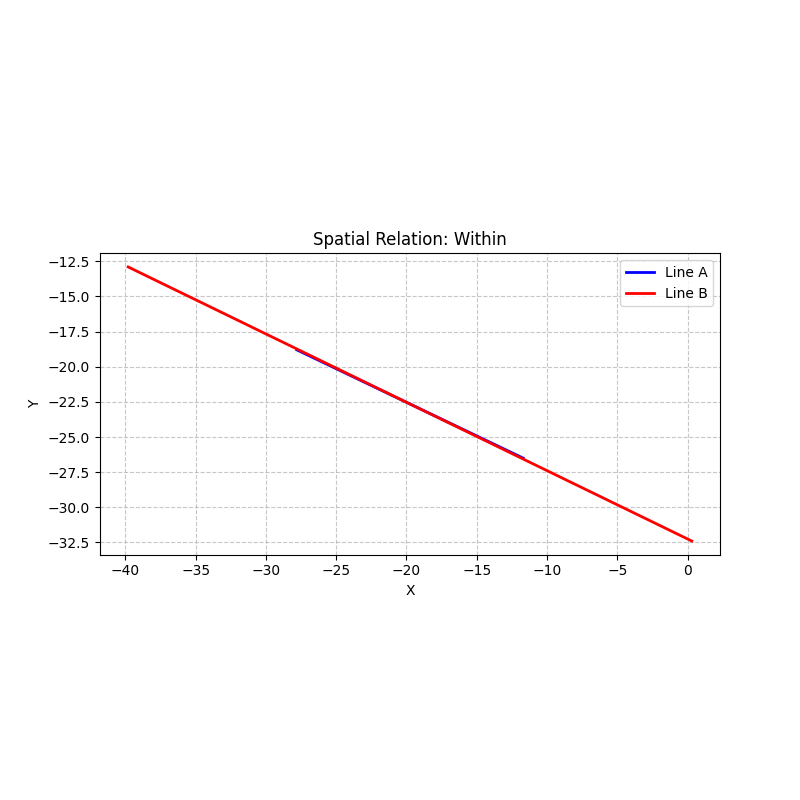 Spatial Relation: Within
Line A
Line B
Y
−12.5
−15.0
−17.5
−20.0
−22.5
−25.0
−27.5
−30.0
−32.5
−40 −35 −30 −25 −20 −15 −10 −5 0
X